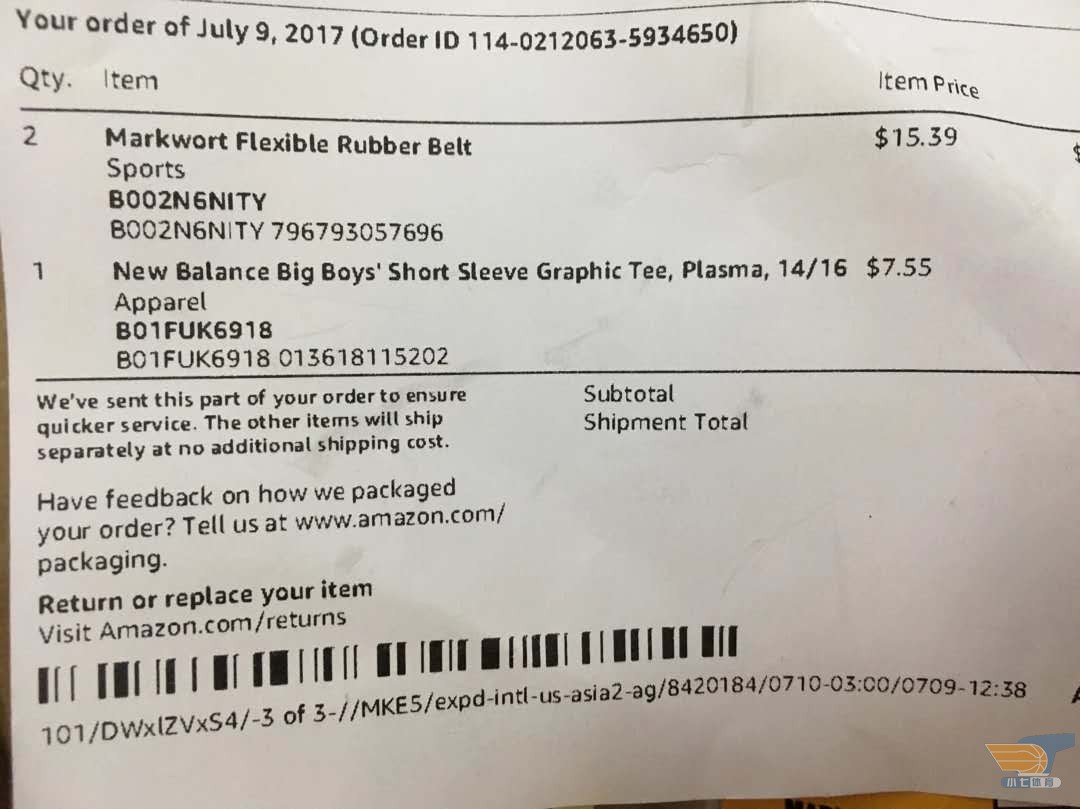 Your order of July 9, 2017 (Order ID 114-0212063-5934650)
Qty. Item Item Price
2 Markwort Flexible Rubber Belt $15.39 $
Sports
B002N6NITY
B002N6NITY 796793057696
1 New Balance Big Boys' Short Sleeve Graphic Tee, Plasma, 14/16 $7.55
Apparel
B01FUK6918
B01FUK6918 013618115202
We've sent this part of your order to ensure
quicker service. The other items will ship
separately at no additional shipping cost.
Subtotal
Shipment Total
Have feedback on how we packaged
your order? Tell us at www.amazon.com/
packaging.
Return or replace your item
Visit Amazon.com/returns
101/DWxlZVxS4/-3 of 3-//MKE5/expd-intl-us-asia2-ag/8420184/0710-03:00/0709-12:38
小七体育